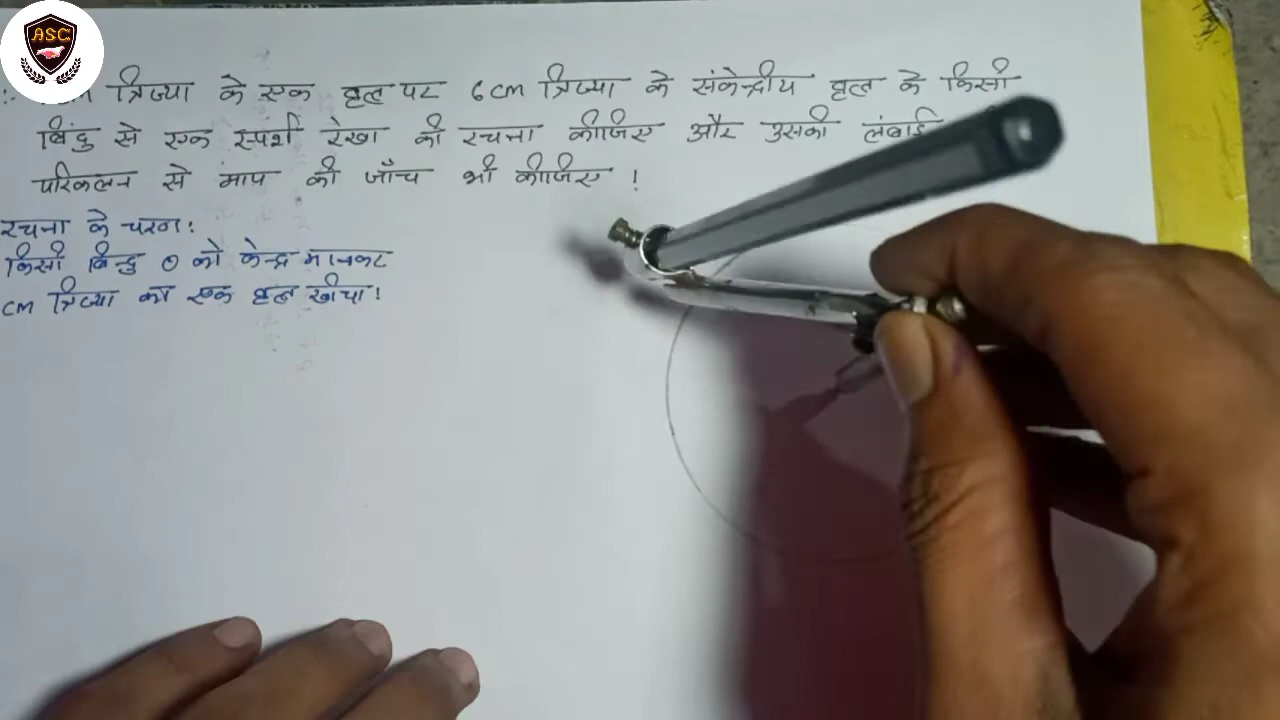 ASC
त्रिज्या के एक वृत्त पर 6cm त्रिज्या के संकेन्द्रीय वृत्त के किसी
बिंदु से एक स्पर्श रेखा की रचना कीजिए और उसकी लंबाई
परिकलन से माप की जाँच भी कीजिए !
रचना के चरण:
किसी बिन्दु O को केन्द्र मानकर
cm त्रिज्या का एक वृत्त खींचा!